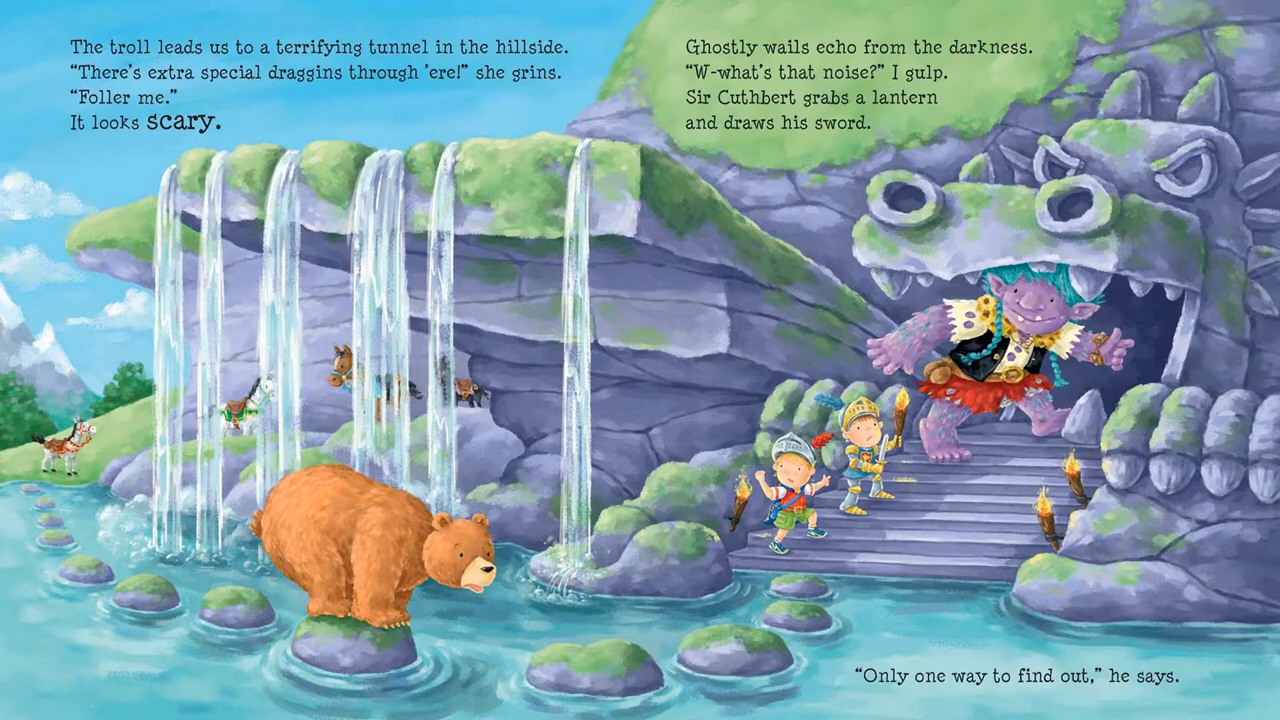 The troll leads us to a terrifying tunnel in the hillside.
“There’s extra special draggins through ’ere!” she grins.
“Foller me.”
It looks scary.
Ghostly wails echo from the darkness.
“W-what’s that noise?” I gulp.
Sir Cuthbert grabs a lantern
and draws his sword.
“Only one way to find out,” he says.